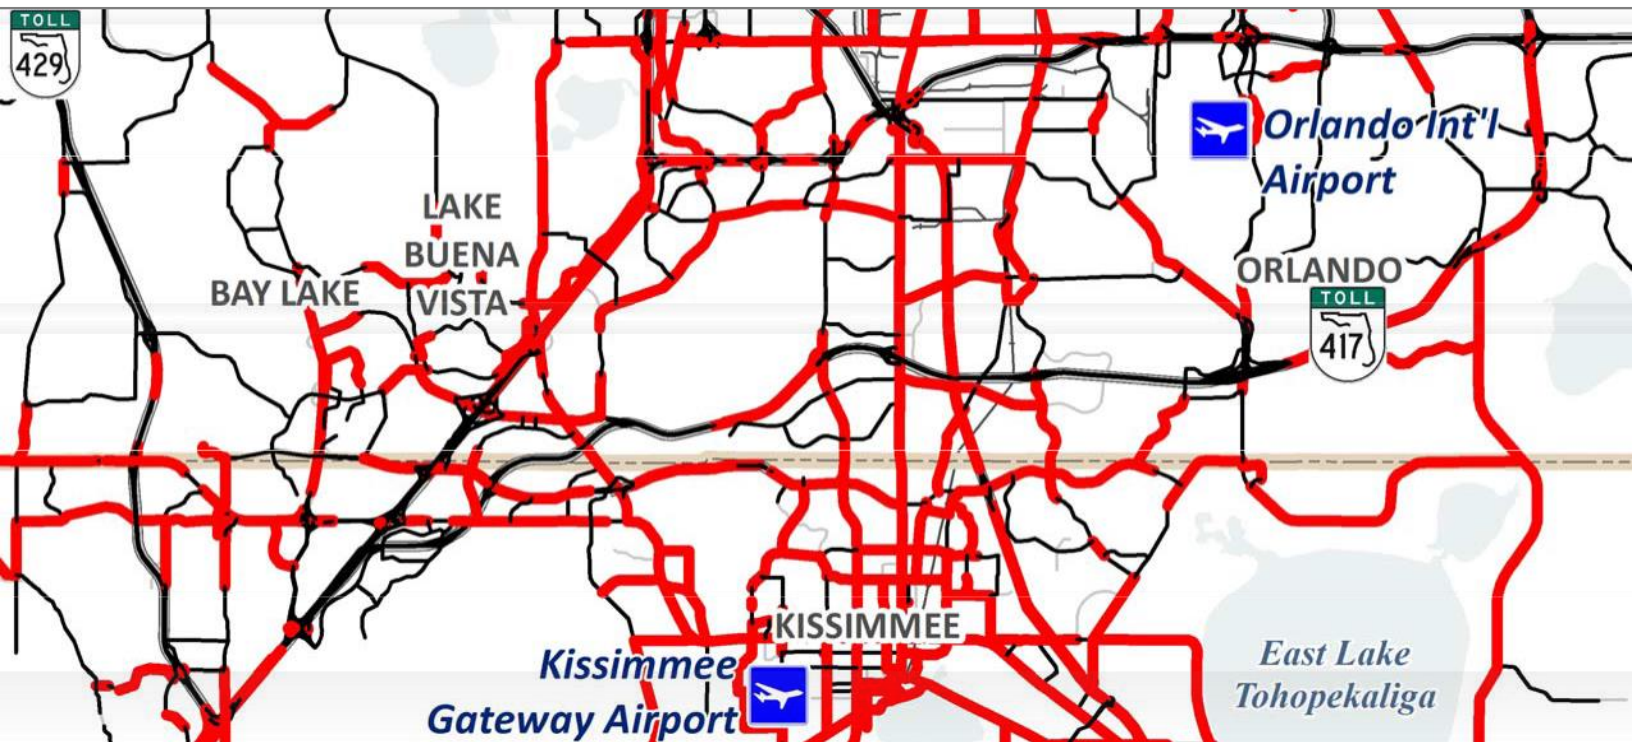 TOLL
429
Orlando Int'l
Airport
LAKE
BUENA
VISTA
BAY LAKE
ORLANDO
TOLL
417
KISSIMMEE
Kissimmee
Gateway Airport
East Lake
Tohopekaliga